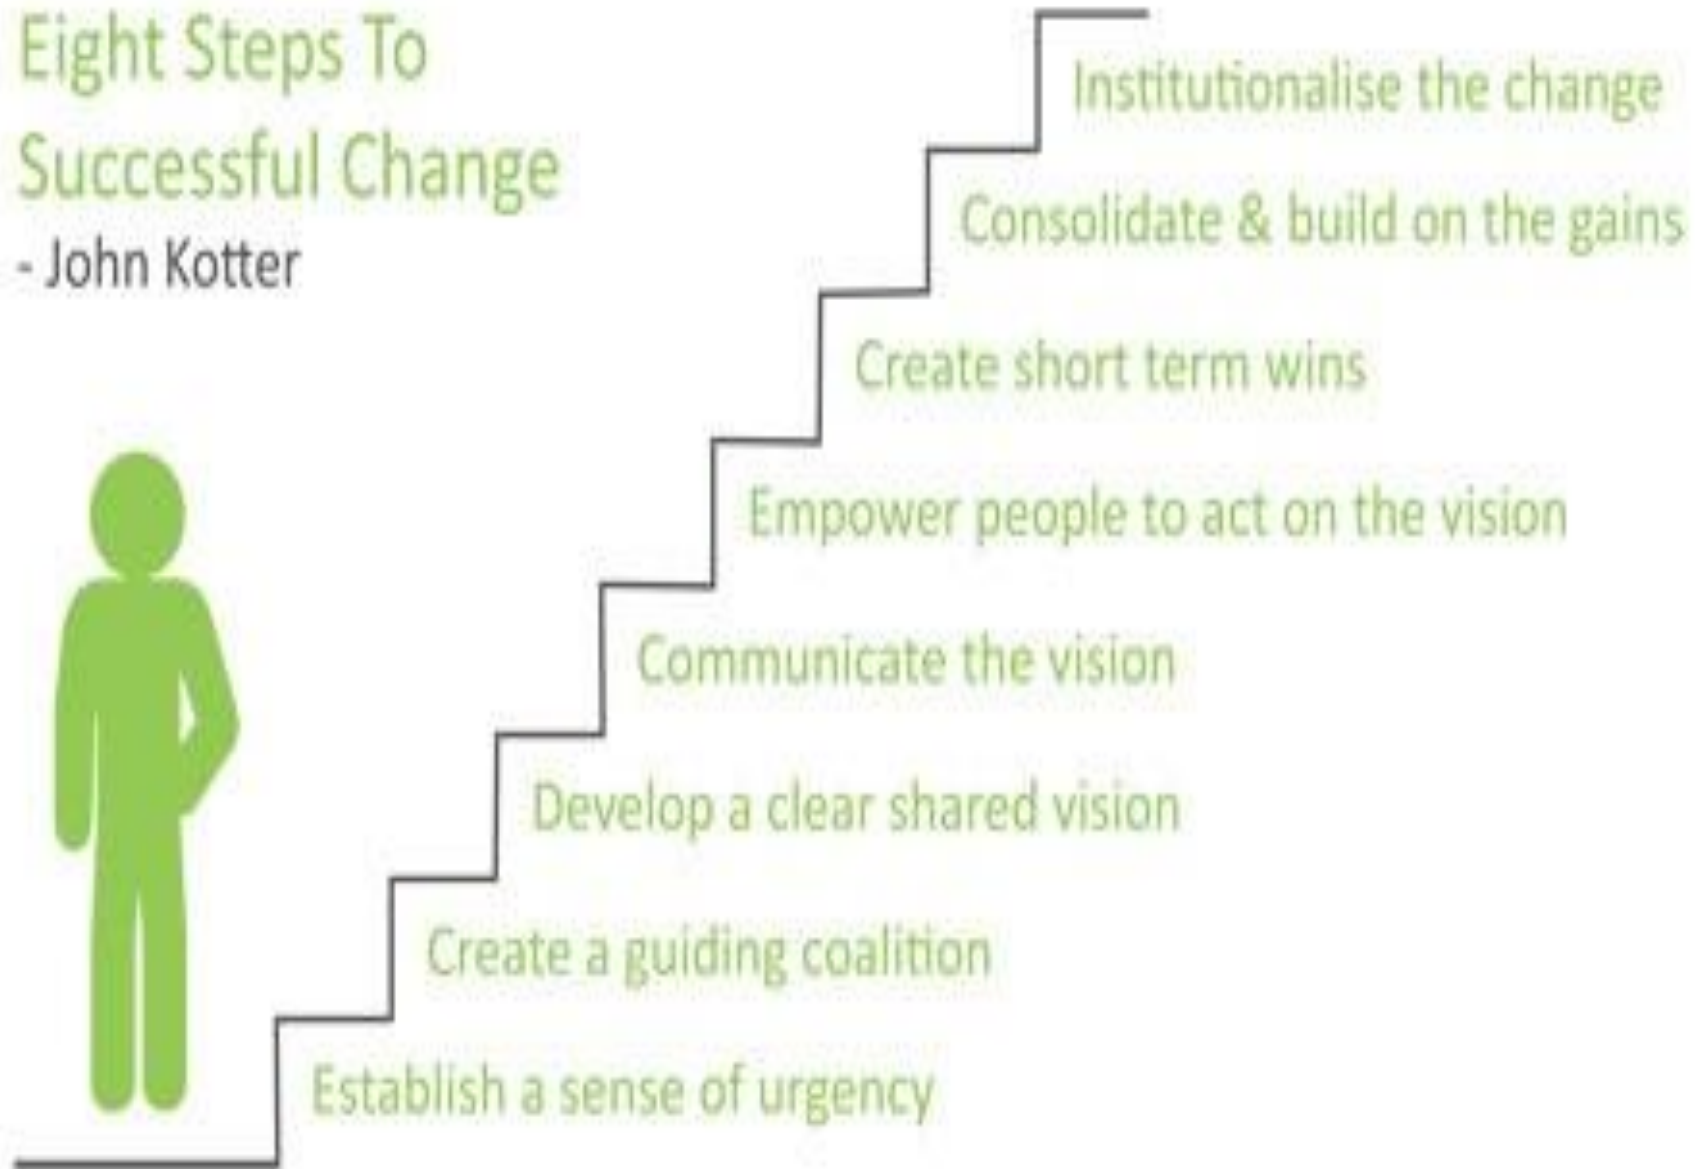 Eight Steps To
Successful Change
- John Kotter
Institutionalise the change
Consolidate & build on the gains
Create short term wins
Empower people to act on the vision
Communicate the vision
Develop a clear shared vision
Create a guiding coalition
Establish a sense of urgency